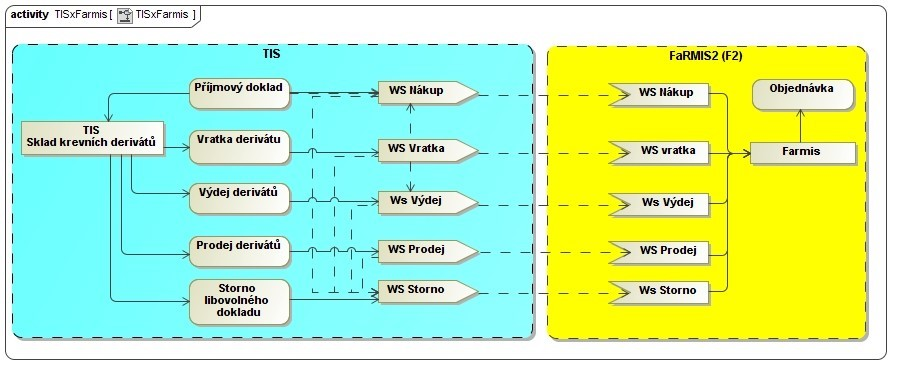 activity TISxFarmis [ TISxFarmis ]
TIS
FaRMIS2 (F2)
Příjmový doklad
WS Nákup
WS Nákup
Objednávka
TIS
Sklad krevních derivátů
Vratka derivátu
WS Vratka
WS vratka
Farmis
Výdej derivátů
Ws Výdej
Ws Výdej
Prodej derivátů
WS Prodej
WS Prodej
Storno
libovolného
dokladu
WS Storno
Ws Storno